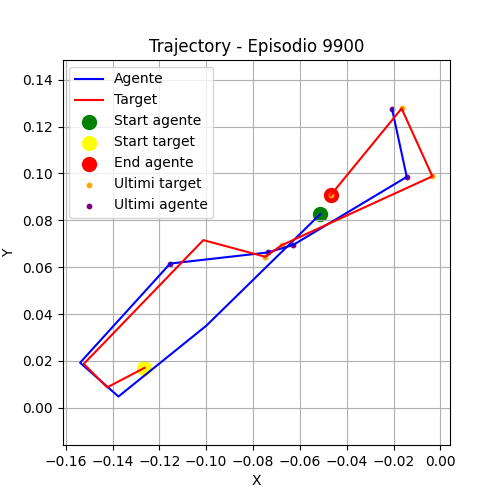 Trajectory - Episodio 9900
Agente
Target
Start agente
Start target
End agente
Ultimi target
Ultimi agente
Y
0.14
0.12
0.10
0.08
0.06
0.04
0.02
0.00
−0.16 −0.14 −0.12 −0.10 −0.08 −0.06 −0.04 −0.02 0.00
X